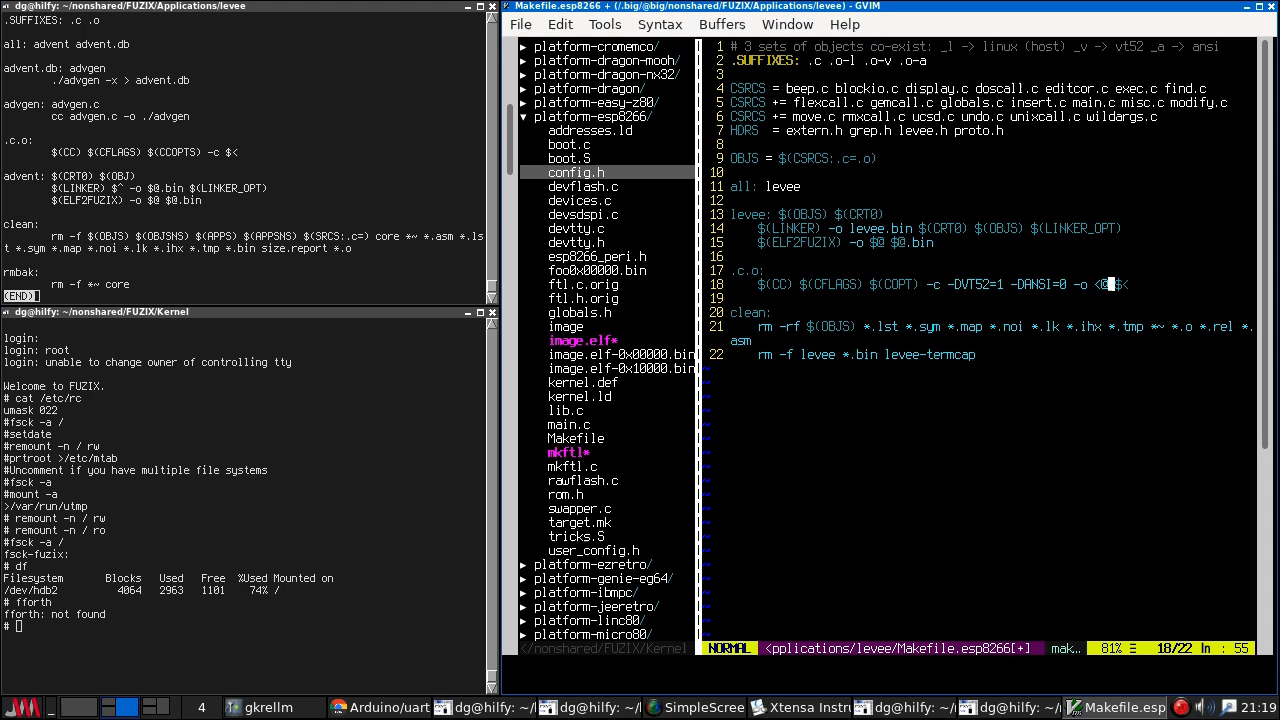 dg@hilfy: ~/nonshared/FUZIX/Applications/levee
.SUFFIXES: .c .o
all: advent advent.db
advent.db: advgen
./advgen -x > advent.db
advgen: advgen.c
cc advgen.c -o ./advgen
.c.o:
$(CC) $(CFLAGS) $(CCOPTS) -c $<
advent: $(CRT0) $(OBJ)
$(LINKER) $^ -o $@.bin $(LINKER_OPT)
$(ELF2FUZIX) -o $@ $@.bin
clean:
rm -f $(OBJS) $(OBJSNS) $(APPS) $(APPSNS) $(SRCS:.c=) core *~ *.asm *.ls
t *.sym *.map *.noi *.lk *.ihx *.tmp *.bin size.report *.o
rmbak:
rm -f *~ core
(END)
dg@hilfy: ~/nonshared/FUZIX/Kernel
login:
login: root
login: unable to change owner of controlling tty
Welcome to FUZIX.
# cat /etc/rc
umask 022
#fsck -a /
#setdate
#remount -n / rw
#prtroot >/etc/mtab
#Uncomment if you have multiple file systems
#fsck -a
#mount -a
>/var/run/utmp
# remount -n / rw
# remount -n / ro
#fsck -a /
fsck-fuzix:
# df
Filesystem Blocks Used Free %Used Mounted on
/dev/hdb2 4064 2963 1101 74% /
# fforth
fforth: not found
#
Makefile.esp8266 + (/.big/@big/nonshared/FUZIX/Applications/levee) - GVIM
File Edit Tools Syntax Buffers Window Help
▶ platform-cromemco/
▶ platform-dragon-mooh/
▶ platform-dragon-nx32/
▶ platform-dragon/
▶ platform-easy-z80/
▼ platform-esp8266/
addresses.ld
boot.c
boot.S
config.h
devflash.c
devices.c
devsdspi.c
devtty.c
devtty.h
esp8266_peri.h
foo0x00000.bin
ftl.c.orig
ftl.h.orig
globals.h
image
image.elf*
image.elf-0x00000.bin
image.elf-0x10000.bin
kernel.def
kernel.ld
lib.c
main.c
Makefile
mkftl*
mkftl.c
rawflash.c
rom.h
swapper.c
target.mk
tricks.S
user_config.h
▶ platform-ezretro/
▶ platform-genie-eg64/
▶ platform-ibmpc/
▶ platform-jeeretro/
▶ platform-linc80/
▶ platform-micro80/
</nonshared/FUZIX/Kernel
1 # 3 sets of objects co-exist: _l -> linux (host) _v -> vt52 _a -> ansi
2 .SUFFIXES: .c .o-l .o-v .o-a
3
4 CSRCS = beep.c blockio.c display.c doscall.c editcor.c exec.c find.c
5 CSRCS += flexcall.c gemcall.c globals.c insert.c main.c misc.c modify.c
6 CSRCS += move.c rmxcall.c ucsd.c undo.c unixcall.c wildargs.c
7 HDRS = extern.h grep.h levee.h proto.h
8
9 OBJS = $(CSRCS:.c=.o)
10
11 all: levee
12
13 levee: $(OBJS) $(CRT0)
14 $(LINKER) -o levee.bin $(CRT0) $(OBJS) $(LINKER_OPT)
15 $(ELF2FUZIX) -o $@ $@.bin
16
17 .c.o:
18 $(CC) $(CFLAGS) $(COPT) -c -DVT52=1 -DANSI=0 -o <@ $<
19
20 clean:
21 rm -rf $(OBJS) *.lst *.sym *.map *.noi *.lk *.ihx *.tmp *~ *.o *.rel *.
asm
22 rm -f levee *.bin levee-termcap
NORMAL <pplications/levee/Makefile.esp8266[+] mak.. 81% Ξ 18/22 ln : 55
4 gkrellm Arduino/uart dg@hilfy: ~/ dg@hilfy: ~/ SimpleScree Xtensa Instru dg@hilfy: ~/ dg@hilfy: ~/ Makefile.esp 21:19